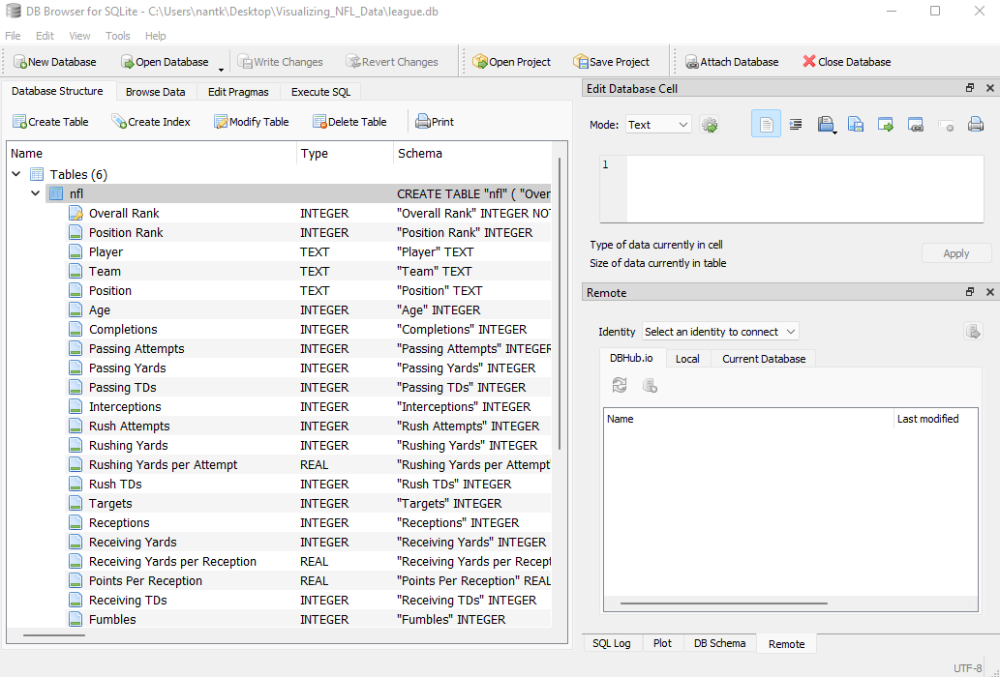 DB Browser for SQLite - C:\Users\nantk\Desktop\Visualizing_NFL_Data\league.db
File Edit View Tools Help
New Database Open Database Write Changes Revert Changes Open Project Save Project Attach Database Close Database
Database Structure Browse Data Edit Pragmas Execute SQL
Create Table Create Index Modify Table Delete Table Print
Name Type Schema
Tables (6)
nfl CREATE TABLE "nfl" ( "Over
Overall Rank INTEGER "Overall Rank" INTEGER NO
Position Rank INTEGER "Position Rank" INTEGER
Player TEXT "Player" TEXT
Team TEXT "Team" TEXT
Position TEXT "Position" TEXT
Age INTEGER "Age" INTEGER
Completions INTEGER "Completions" INTEGER
Passing Attempts INTEGER "Passing Attempts" INTEGER
Passing Yards INTEGER "Passing Yards" INTEGER
Passing TDs INTEGER "Passing TDs" INTEGER
Interceptions INTEGER "Interceptions" INTEGER
Rush Attempts INTEGER "Rush Attempts" INTEGER
Rushing Yards INTEGER "Rushing Yards" INTEGER
Rushing Yards per Attempt REAL "Rushing Yards per Attempt"
Rush TDs INTEGER "Rush TDs" INTEGER
Targets INTEGER "Targets" INTEGER
Receptions INTEGER "Receptions" INTEGER
Receiving Yards INTEGER "Receiving Yards" INTEGER
Receiving Yards per Reception REAL "Receiving Yards per Recept
Points Per Reception REAL "Points Per Reception" REAL
Receiving TDs INTEGER "Receiving TDs" INTEGER
Fumbles INTEGER "Fumbles" INTEGER
Edit Database Cell
Mode: Text
1
Type of data currently in cell
Size of data currently in table
Apply
Remote
Identity Select an identity to connect
DBHub.io Local Current Database
Name Last modified
SQL Log Plot DB Schema Remote
UTF-8